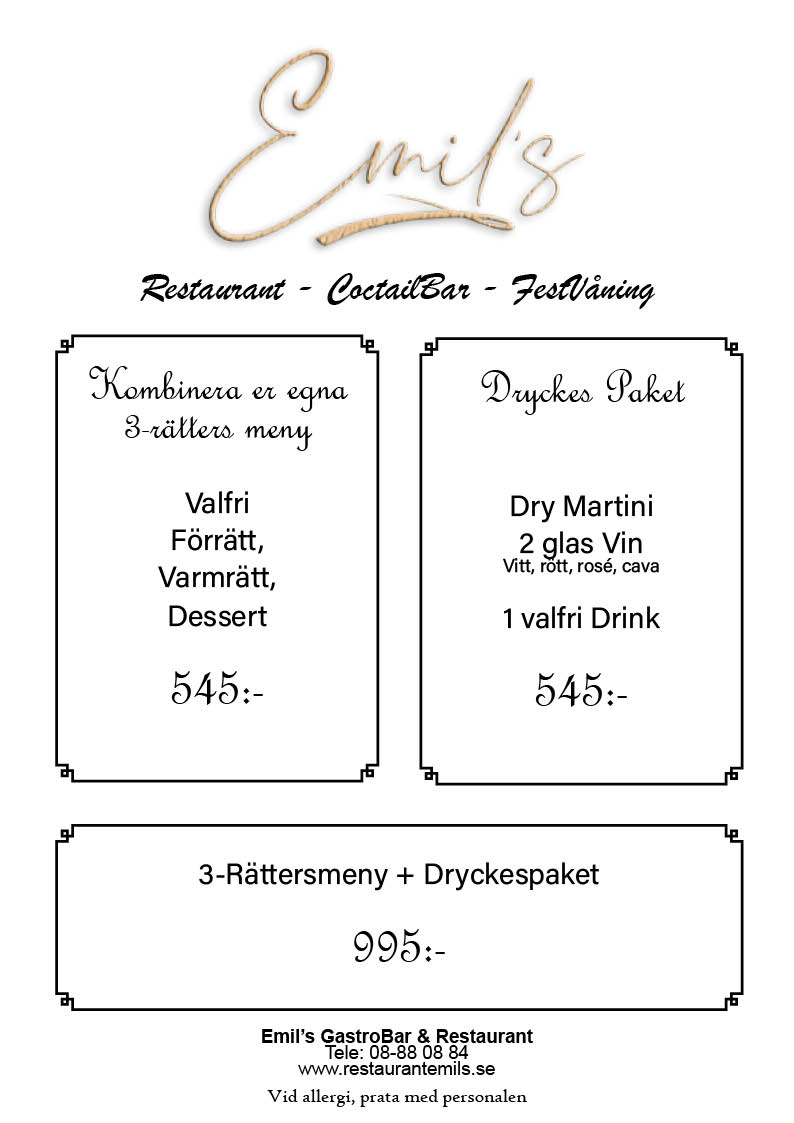 Emil's
Restaurant - CoctailBar - FestVåning
Kombinera er egna
3-rätters meny
Valfri
Förrätt,
Varmrätt,
Dessert
545:-
Dryckes Paket
Dry Martini
2 glas Vin
Vitt, rött, rosé, cava
1 valfri Drink
545:-
3-Rättersmeny + Dryckespaket
995:-
Emil's GastroBar & Restaurant
Tele: 08-88 08 84
www.restaurantemils.se
Vid allergi, prata med personalen